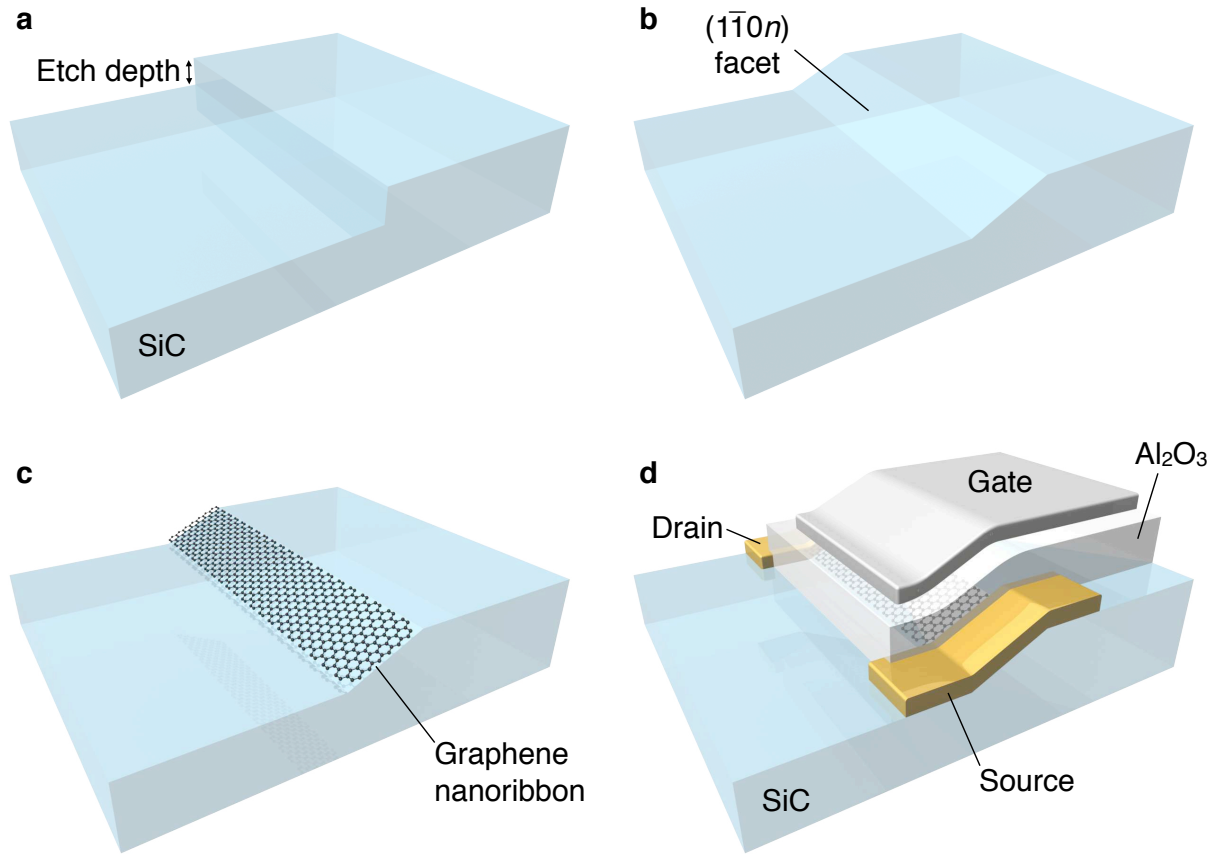 a
Etch depth
SiC
b
(11̅0n)
facet
c
Graphene
nanoribbon
d
Al₂O₃
Gate
Drain
Source
SiC